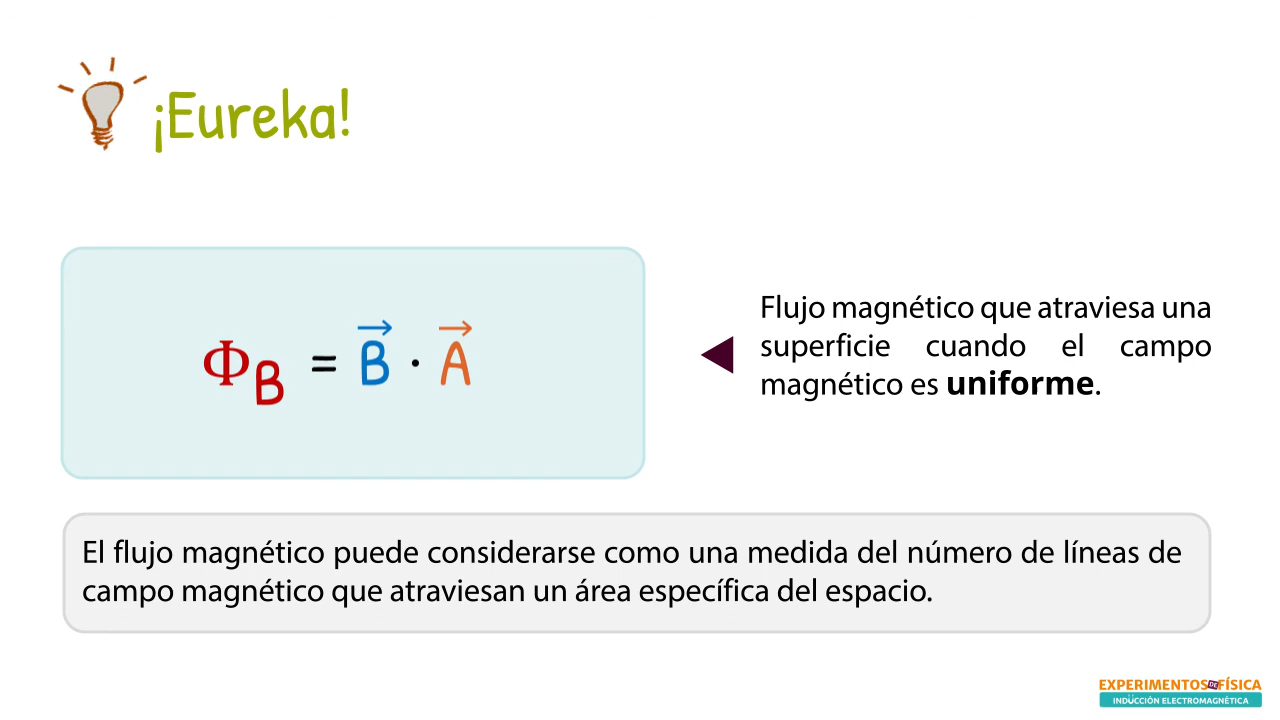 ¡Eureka!
Φ_B = B⃗ · A⃗
Flujo magnético que atraviesa una
superficie cuando el campo
magnético es uniforme.
El flujo magnético puede considerarse como una medida del número de líneas de
campo magnético que atraviesan un área específica del espacio.
EXPERIMENTOS DE FÍSICA
INDUCCIÓN ELECTROMAGNÉTICA